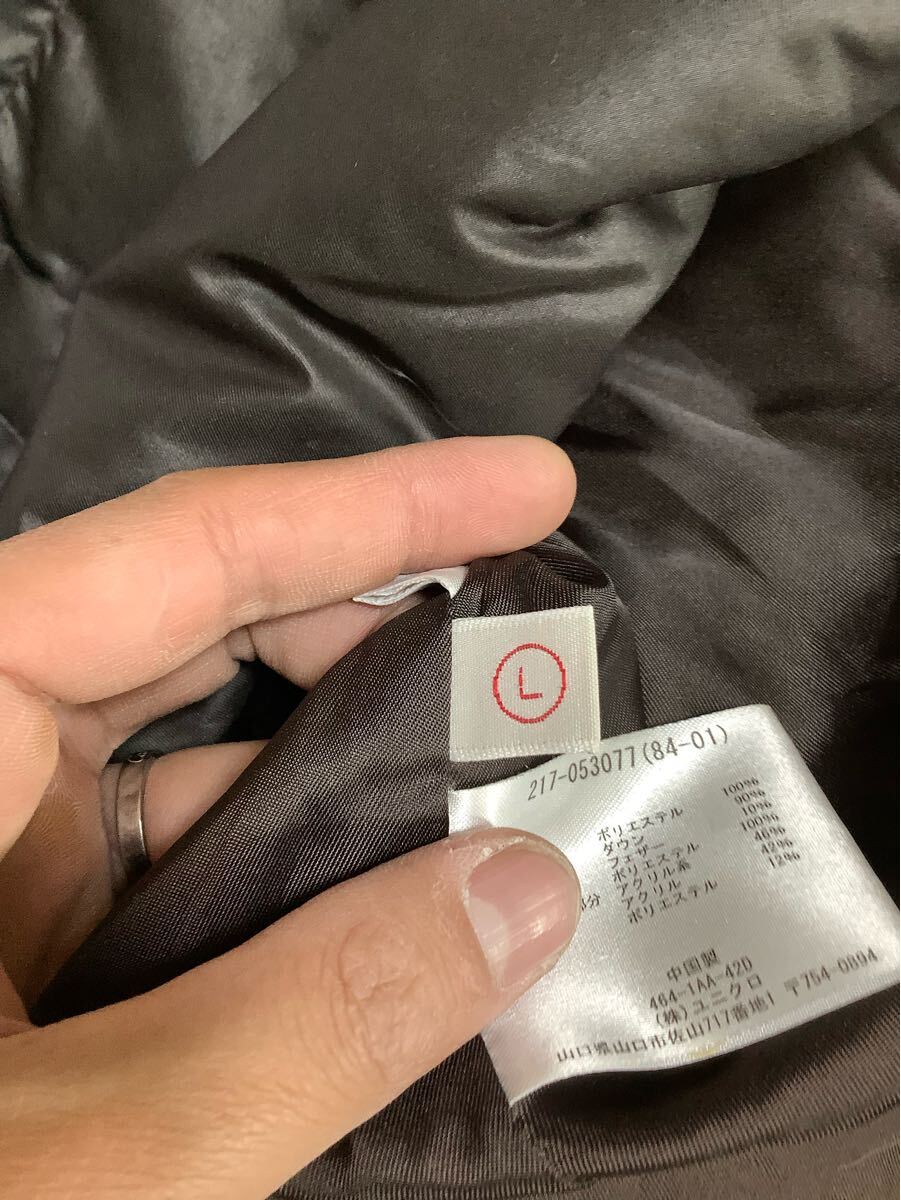 L
217-053077(84-01)
ポリエステル 100%
ダウン 90%
フェザー 10%
ポリエステル 100%
アクリル系 46%
部分 アクリル 42%
ポリエステル 12%
中国製
464-1AA-42D
(株)ユニクロ
山口県山口市佐山717番地1 〒754-0894